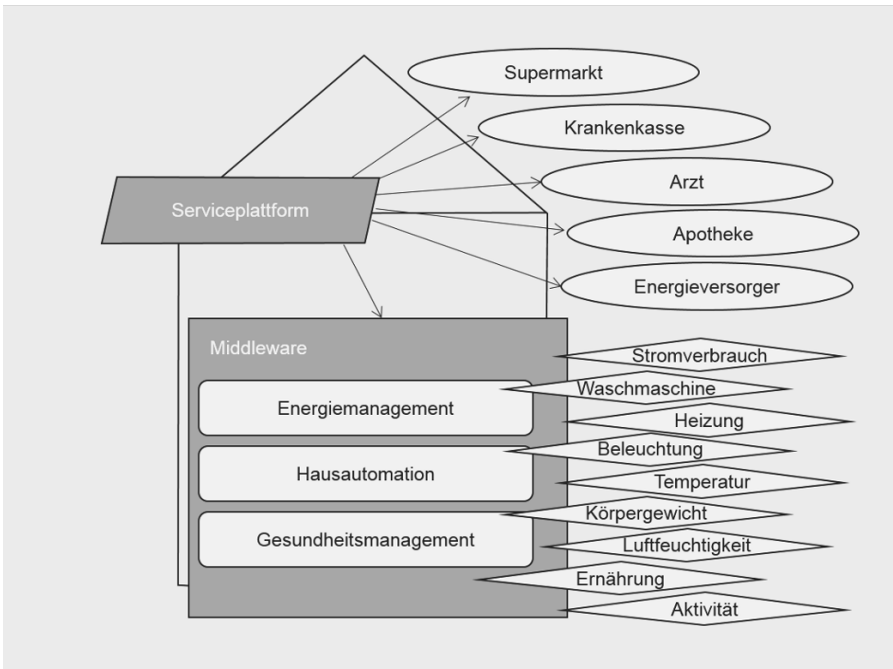 Supermarkt
Krankenkasse
Arzt
Serviceplattform
Apotheke
Energieversorger
Middleware
Stromverbrauch
Waschmaschine
Energiemanagement
Heizung
Beleuchtung
Hausautomation
Temperatur
Körpergewicht
Gesundheitsmanagement
Luftfeuchtigkeit
Ernährung
Aktivität